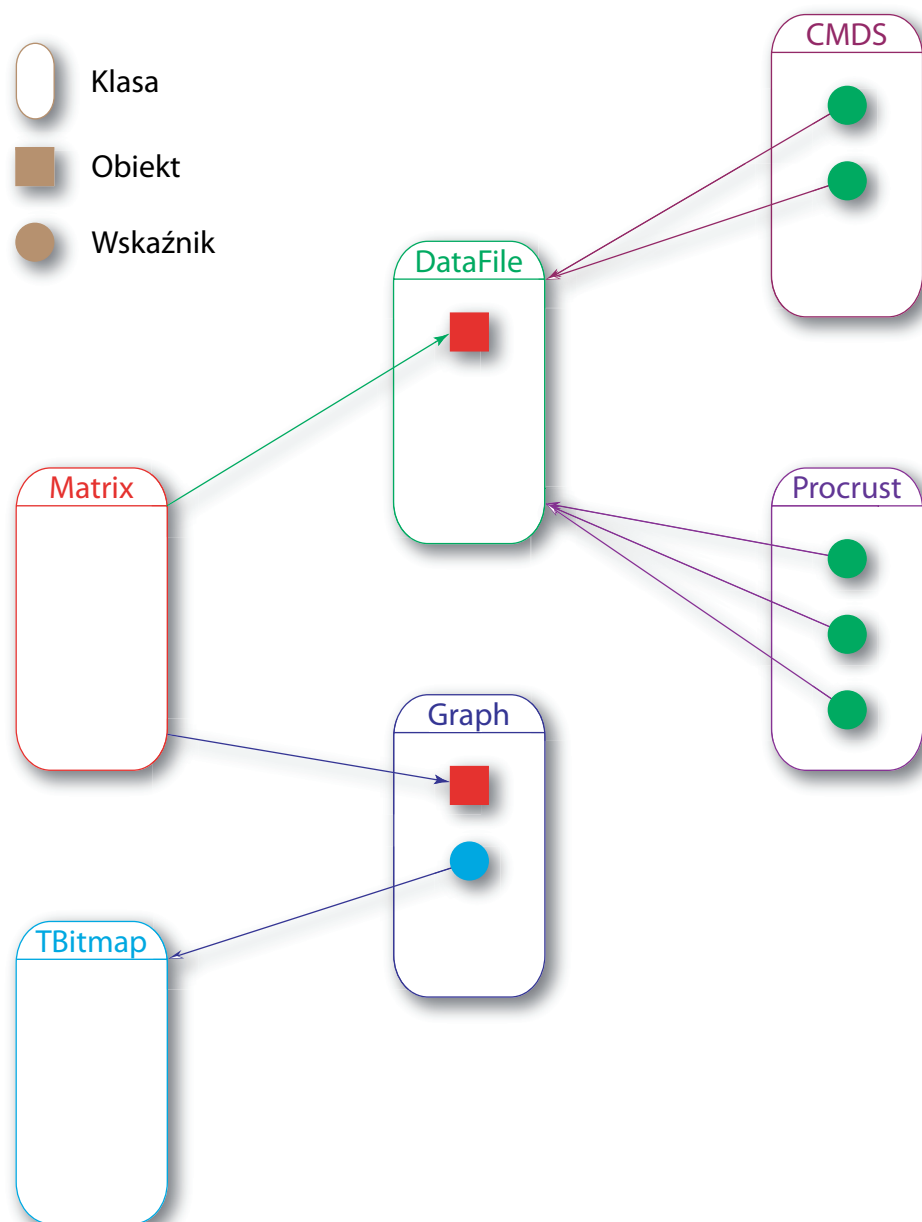 CMDS
Klasa
Obiekt
Wskaźnik
DataFile
Matrix
Procrust
Graph
TBitmap